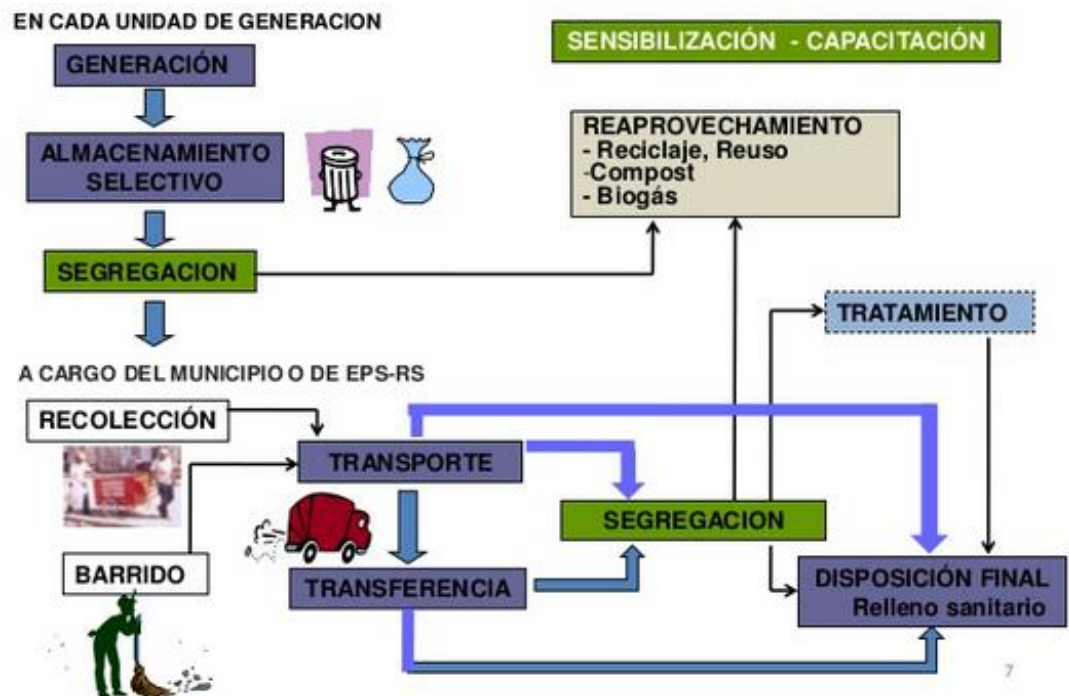 EN CADA UNIDAD DE GENERACION
GENERACIÓN
SENSIBILIZACIÓN - CAPACITACIÓN
ALMACENAMIENTO
SELECTIVO
REAPROVECHAMIENTO
- Reciclaje, Reuso
-Compost
- Biogás
SEGREGACION
TRATAMIENTO
A CARGO DEL MUNICIPIO O DE EPS-RS
RECOLECCIÓN
TRANSPORTE
SEGREGACION
BARRIDO
TRANSFERENCIA
DISPOSICIÓN FINAL
Relleno sanitario
7